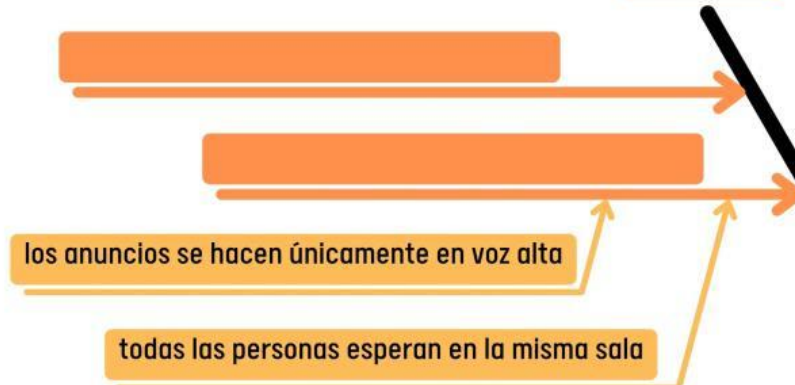 los anuncios se hacen únicamente en voz alta
todas las personas esperan en la misma sala